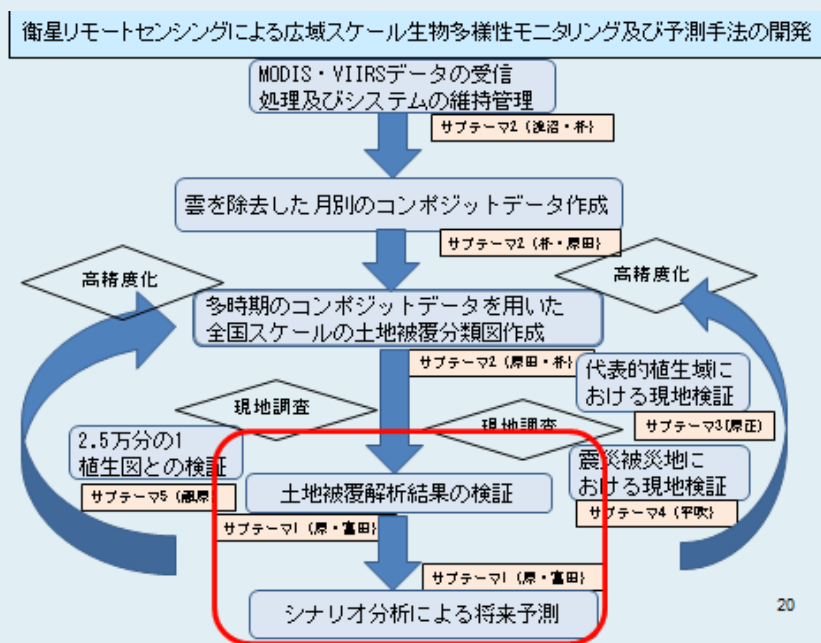 衛星リモートセンシングによる広域スケール生物多様性モニタリング及び予測手法の開発
MODIS・VIIRSデータの受信
処理及びシステムの維持管理
サブテーマ2 (浅沼・朴)
雲を除去した月別のコンポジットデータ作成
サブテーマ2 (朴・原田)
高精度化
高精度化
多時期のコンポジットデータを用いた
全国スケールの土地被覆分類図作成
サブテーマ2 (原田・朴)
代表的植生域に
おける現地検証
サブテーマ3(原正)
現地調査
現地調査
2.5万分の1
植生図との検証
サブテーマ5
震災被災地に
おける現地検証
サブテーマ4 (平吹)
土地被覆解析結果の検証
サブテーマ1 (原・富田)
サブテーマ1 (原・富田)
シナリオ分析による将来予測
20